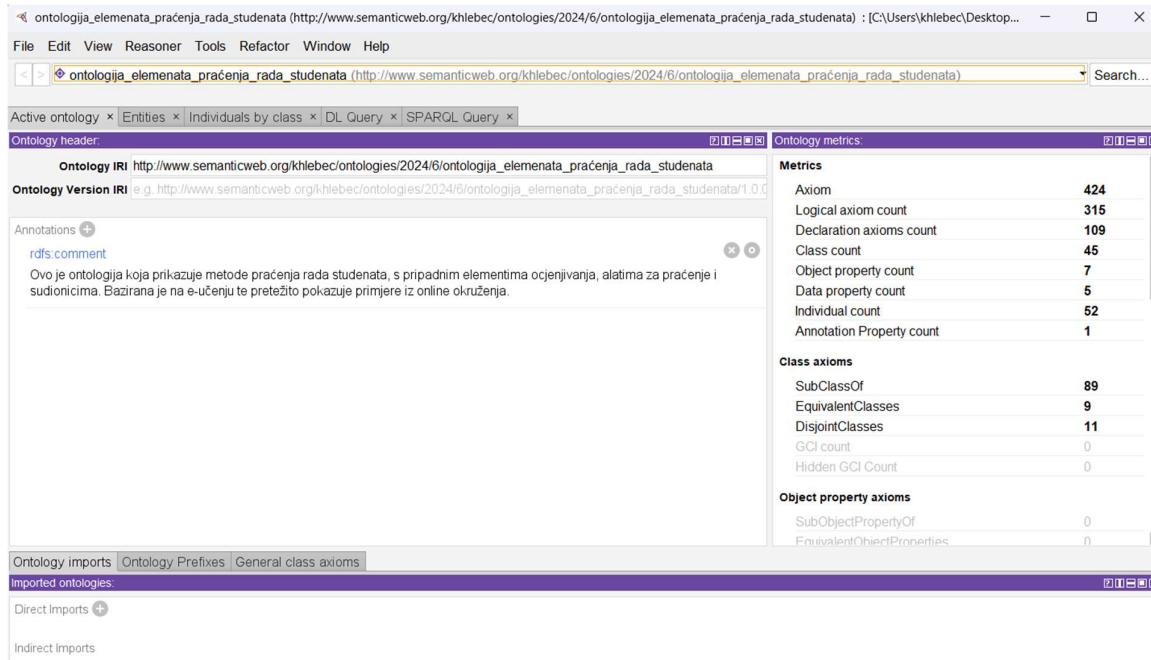 ontologija_elemenata_praćenja_rada_studenata (http://www.semanticweb.org/khlebec/ontologies/2024/6/ontologija_elemenata_praćenja_rada_studenata) : [C:\Users\khlebec\Desktop...
File Edit View Reasoner Tools Refactor Window Help
< > ontologija_elemenata_praćenja_rada_studenata (http://www.semanticweb.org/khlebec/ontologies/2024/6/ontologija_elemenata_praćenja_rada_studenata) Search...
Active ontology × Entities × Individuals by class × DL Query × SPARQL Query ×
Ontology header:
Ontology IRI http://www.semanticweb.org/khlebec/ontologies/2024/6/ontologija_elemenata_praćenja_rada_studenata
Ontology Version IRI e.g. http://www.semanticweb.org/khlebec/ontologies/2024/6/ontologija_elemenata_praćenja_rada_studenata/1.0.0
Annotations
rdfs:comment
Ovo je ontologija koja prikazuje metode praćenja rada studenata, s pripadnim elementima ocjenjivanja, alatima za praćenje i
sudionicima. Bazirana je na e-učenju te pretežito pokazuje primjere iz online okruženja.
Ontology metrics:
Metrics
Axiom 424
Logical axiom count 315
Declaration axioms count 109
Class count 45
Object property count 7
Data property count 5
Individual count 52
Annotation Property count 1
Class axioms
SubClassOf 89
EquivalentClasses 9
DisjointClasses 11
GCI count 0
Hidden GCI Count 0
Object property axioms
SubObjectPropertyOf 0
EquivalentObjectProperties 0
Ontology imports Ontology Prefixes General class axioms
Imported ontologies:
Direct Imports
Indirect Imports